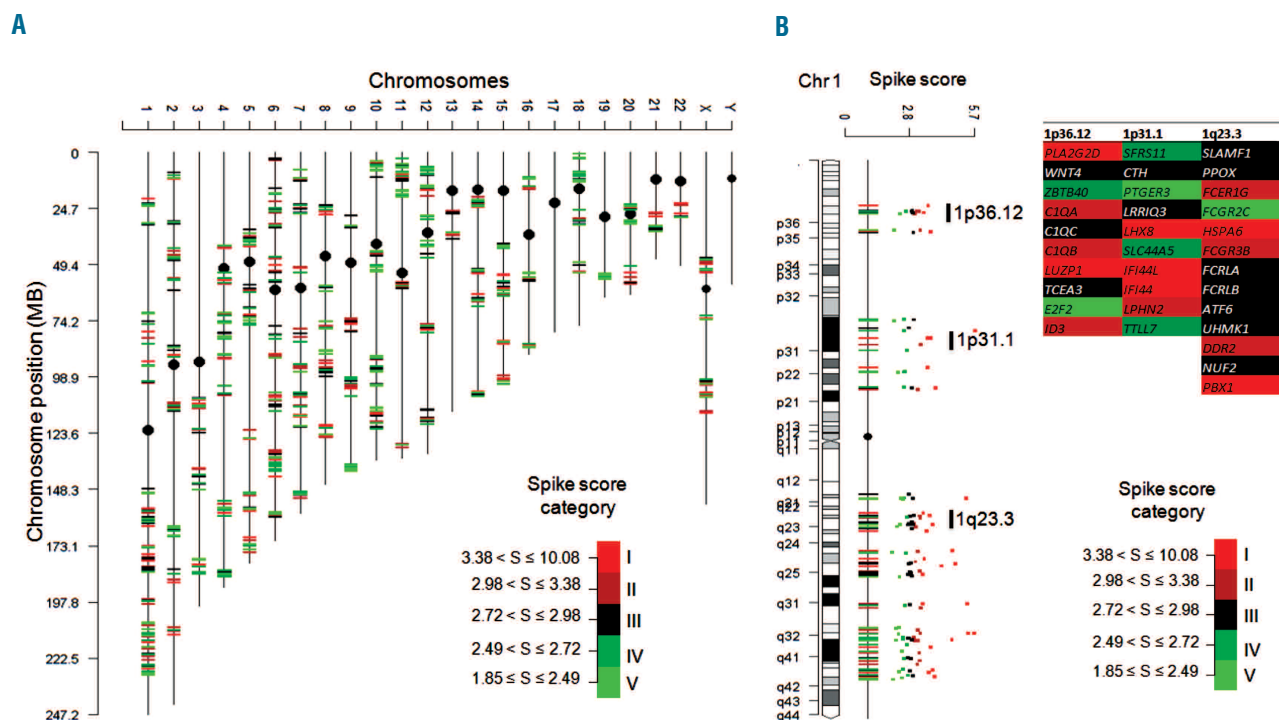 A
Chromosomes
1 2 3 4 5 6 7 8 9 10 11 12 13 14 15 16 17 18 19 20 21 22 X Y
Chromosome position (MB)
0
24.7
49.4
74.2
98.9
123.6
148.3
173.1
197.8
222.5
247.2
Spike score
category
3.38 < S ≤ 10.08 I
2.98 < S ≤ 3.38 II
2.72 < S ≤ 2.98 III
2.49 < S ≤ 2.72 IV
1.85 ≤ S ≤ 2.49 V
B
Chr 1 Spike score
0 2.8 5.7
p36
p35
p34
p33
p32
p31
p22
p21
p13
p12
p11
q11
q12
q21
q22
q23
q24
q25
q31
q32
q41
q42
q43
q44
1p36.12
1p31.1
1q23.3
1p36.12 1p31.1 1q23.3
PLA2G2D SFRS11 SLAMF1
WNT4 CTH PPOX
ZBTB40 PTGER3 FCER1G
C1QA LRRIQ3 FCGR2C
C1QC LHX8 HSPA6
C1QB SLC44A5 FCGR3B
LUZP1 IFI44L FCRLA
TCEA3 IFI44 FCRLB
E2F2 LPHN2 ATF6
ID3 TTLL7 UHMK1
DDR2
NUF2
PBX1
Spike score
category
3.38 < S ≤ 10.08 I
2.98 < S ≤ 3.38 II
2.72 < S ≤ 2.98 III
2.49 < S ≤ 2.72 IV
1.85 ≤ S ≤ 2.49 V